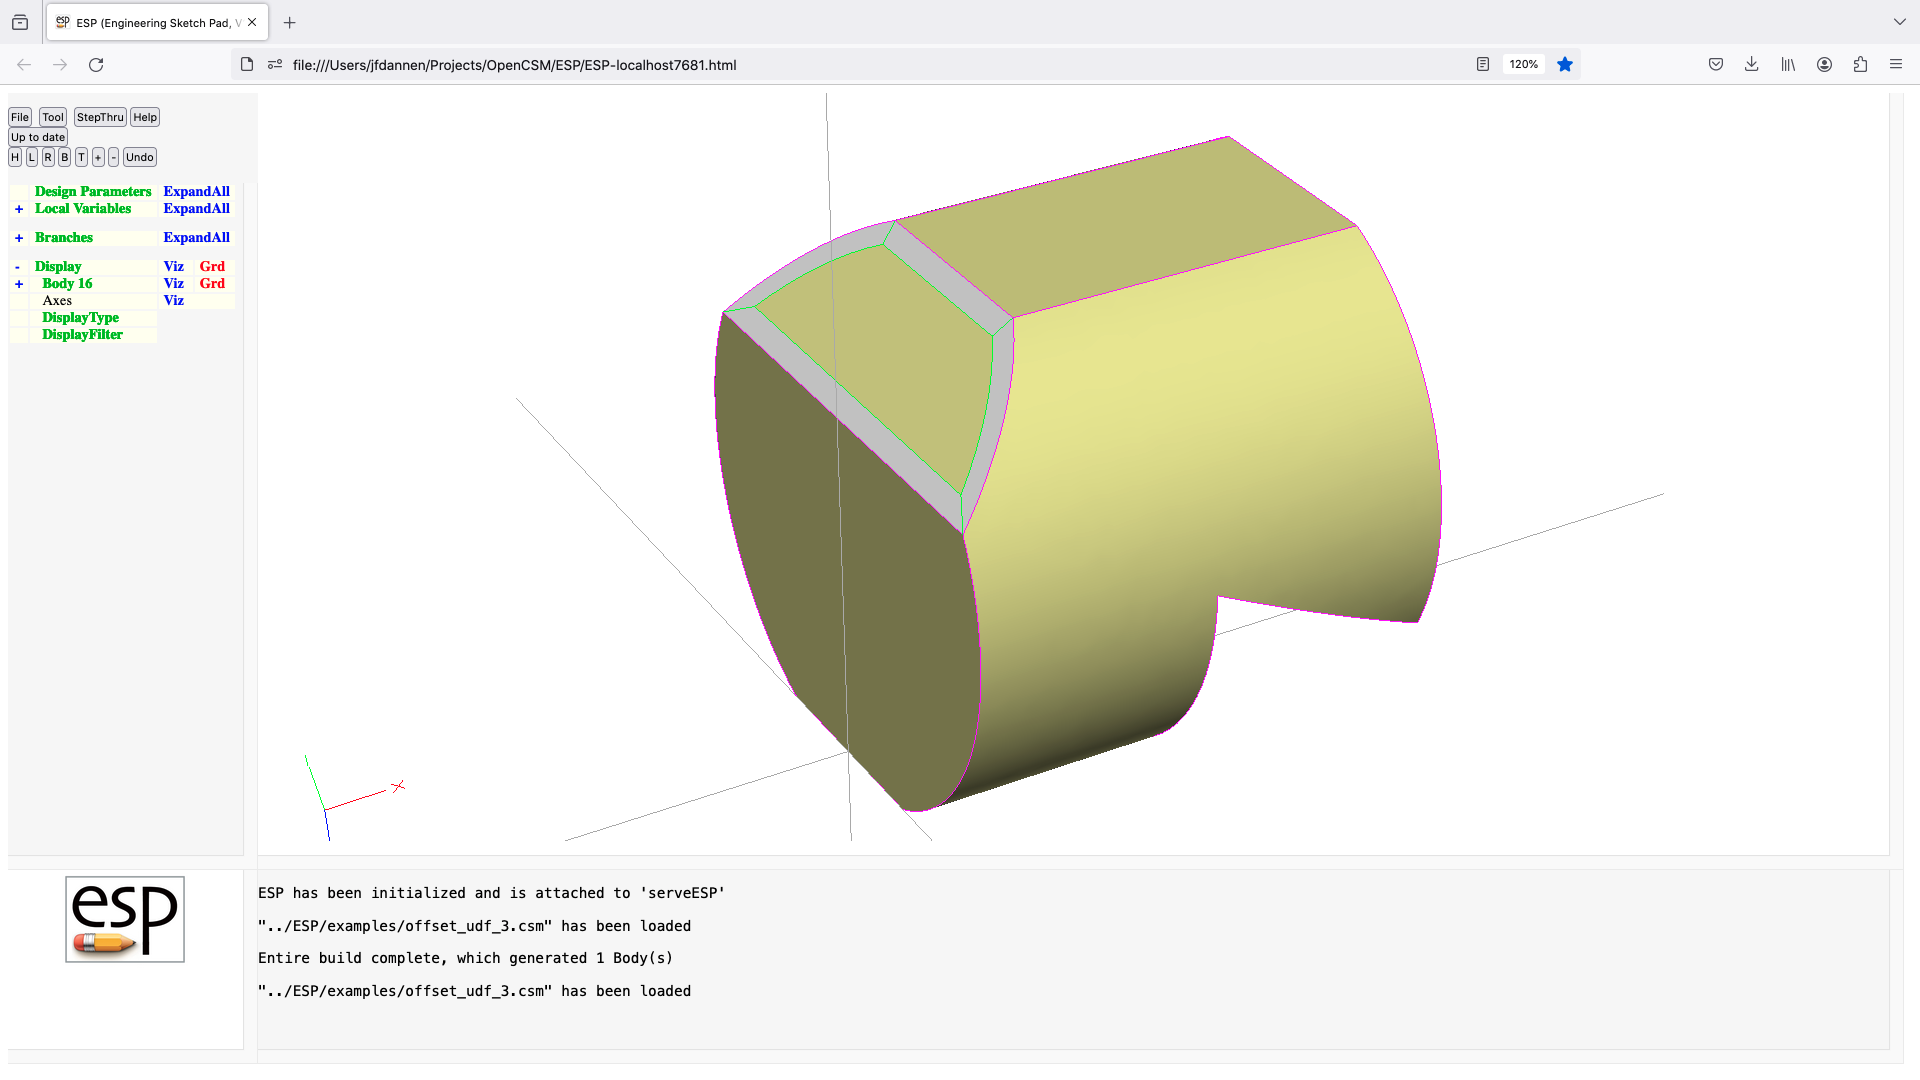 ESP (Engineering Sketch Pad, V
file:///Users/jfdannen/Projects/OpenCSM/ESP/ESP-localhost7681.html
120%
File Tool StepThru Help
Up to date
H L R B T + - Undo
Design Parameters ExpandAll
+ Local Variables ExpandAll
+ Branches ExpandAll
- Display Viz Grd
+ Body 16 Viz Grd
Axes Viz
DisplayType
DisplayFilter
X
esp
ESP has been initialized and is attached to 'serveESP'
"../ESP/examples/offset_udf_3.csm" has been loaded
Entire build complete, which generated 1 Body(s)
"../ESP/examples/offset_udf_3.csm" has been loaded